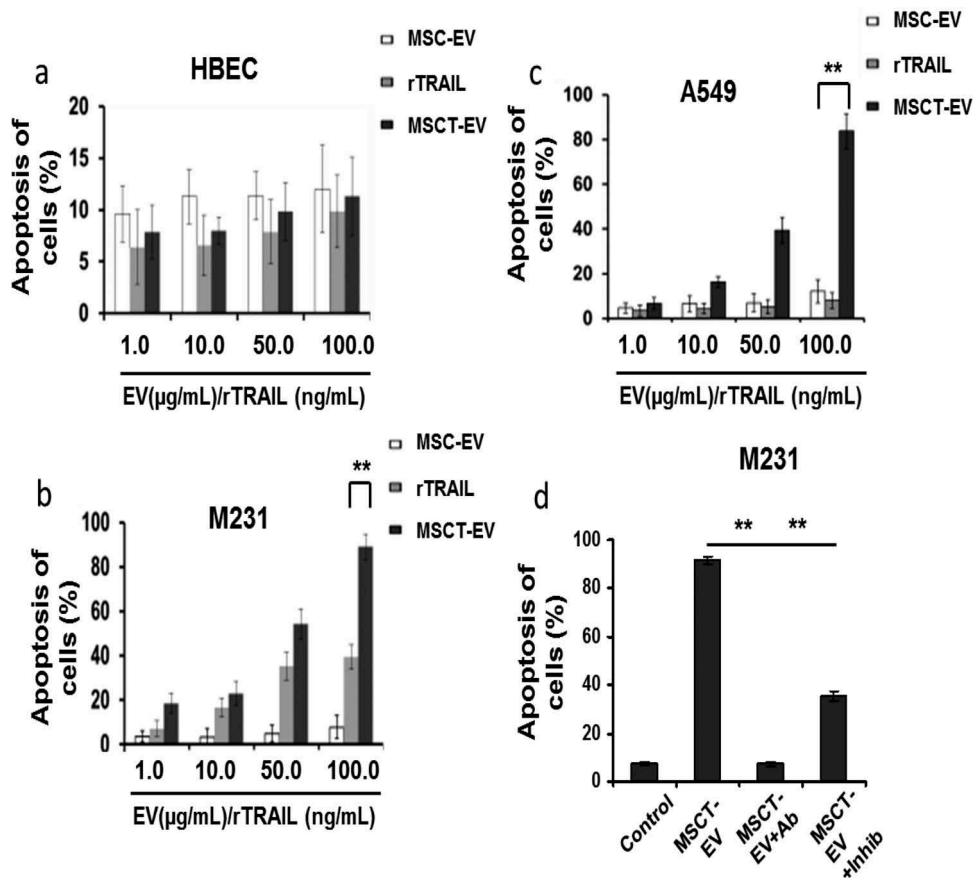 a
HBEC
MSC-EV
rTRAIL
MSCT-EV
Apoptosis of
cells (%)
20
15
10
5
0
1.0 10.0 50.0 100.0
EV(µg/mL)/rTRAIL (ng/mL)
c
A549
**
MSC-EV
rTRAIL
MSCT-EV
Apoptosis of
cells (%)
100
80
60
40
20
0
1.0 10.0 50.0 100.0
EV(µg/mL)/rTRAIL (ng/mL)
b
M231
**
MSC-EV
rTRAIL
MSCT-EV
Apoptosis of
cells (%)
100
80
60
40
20
0
1.0 10.0 50.0 100.0
EV(µg/mL)/rTRAIL (ng/mL)
d
M231
** **
Apoptosis of
cells (%)
100
80
60
40
20
0
Control
MSCT-
EV
MSCT-
EV+Ab
MSCT-
EV
+Inhib